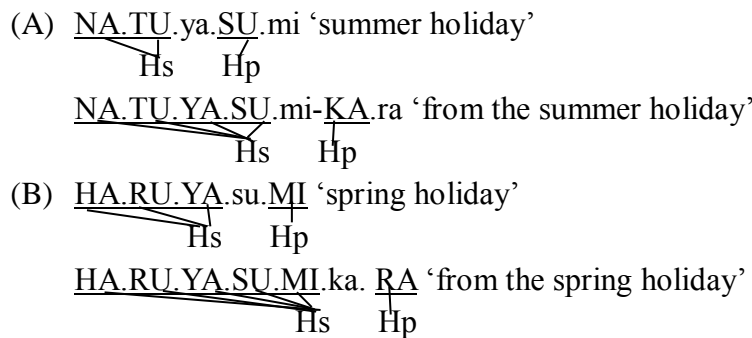 (A) NA.TU.ya.SU.mi ‘summer holiday’
Hs Hp
NA.TU.YA.SU.mi-KA.ra ‘from the summer holiday’
Hs Hp
(B) HA.RU.YA.su.MI ‘spring holiday’
Hs Hp
HA.RU.YA.SU.MI.ka. RA ‘from the spring holiday’
Hs Hp